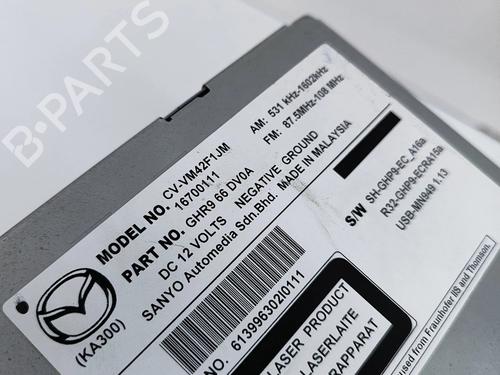 B-PARTS
MODEL NO. CV-VM42F1JM
16700111
PART NO. GHR9 66 DV0A
DC 12 VOLTS NEGATIVE GROUND
SANYO Automedia Sdn.Bhd. MADE IN MALAYSIA
AM: 531 kHz-1602kHz
FM: 87.5MHz-108 MHz
(KA300)
6139963020111
S/W SH-GHP9-EC_A16a
R32-GHP9-ECRA15a
USB-MN949 1.13
LASER PRODUCT
LASERLAITE
RAPPARAT
used from Fraunhofer IIS and Thomson.